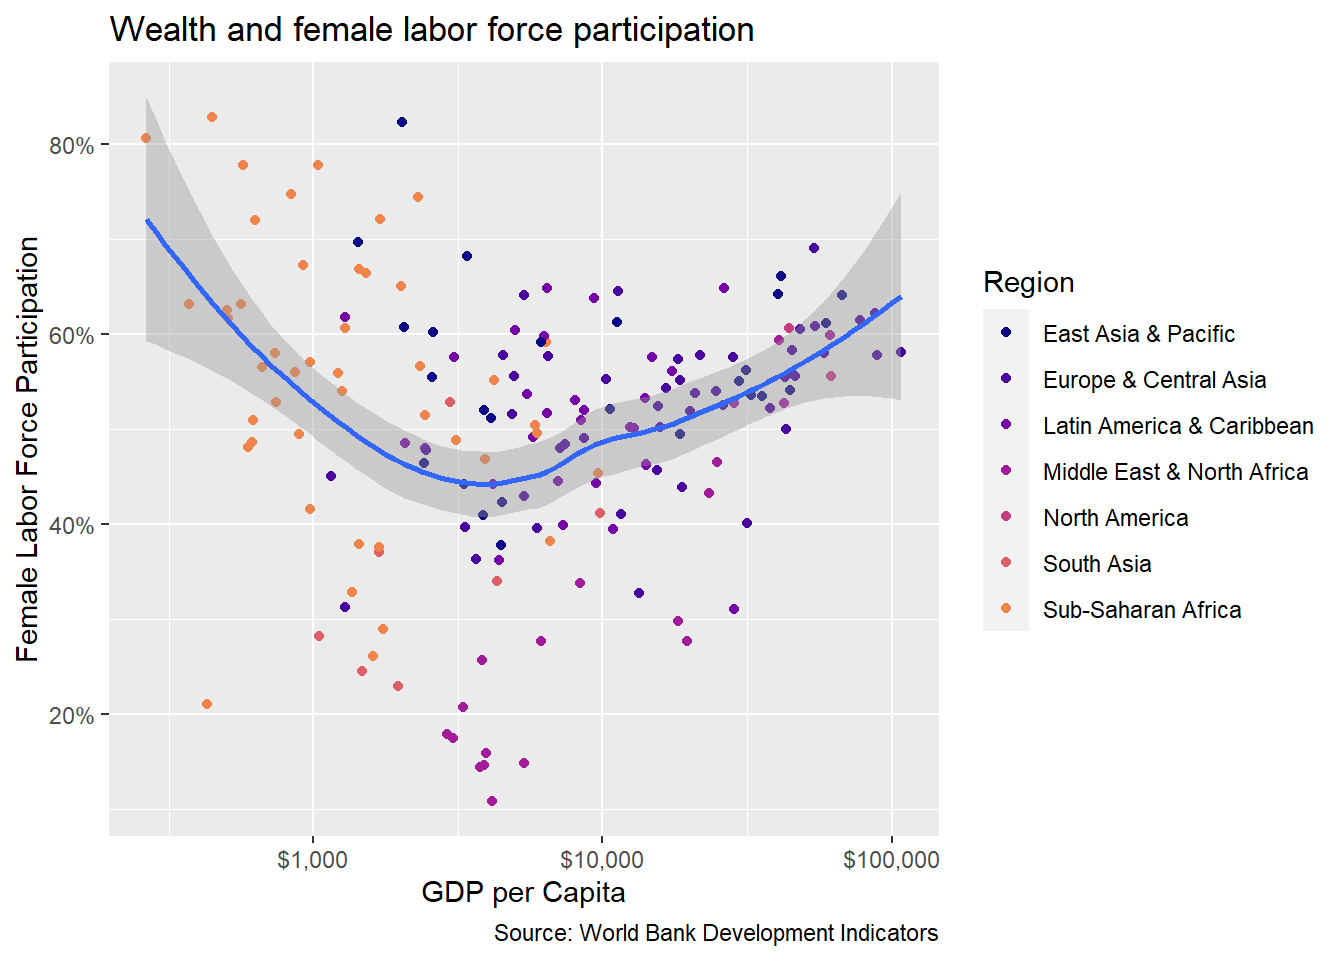 Wealth and female labor force participation
Female Labor Force Participation
80%
60%
40%
20%
$1,000
$10,000
$100,000
GDP per Capita
Region
East Asia & Pacific
Europe & Central Asia
Latin America & Caribbean
Middle East & North Africa
North America
South Asia
Sub-Saharan Africa
Source: World Bank Development Indicators